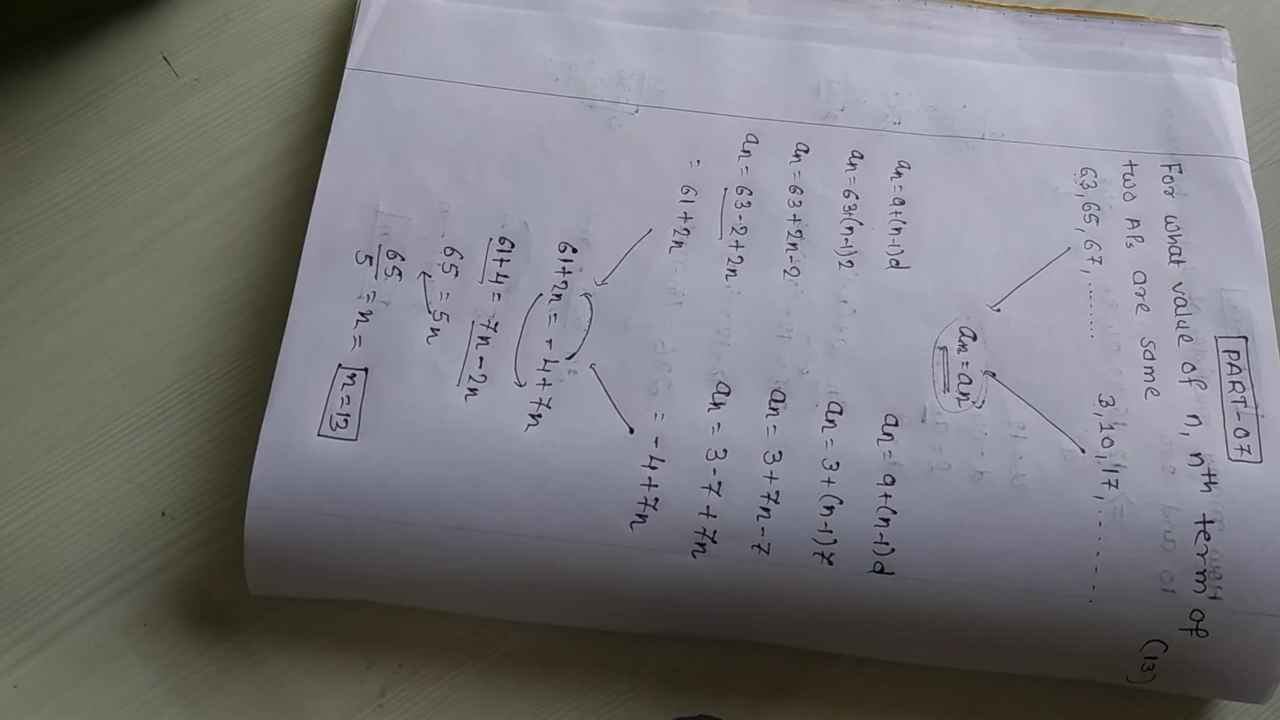 PART-07
For what value of n, nth term of
two APs are same (13)
63, 65, 67, ....... 3, 10, 17, .......
an = an
an = a+(n-1)d
an = 63+(n-1)2
an = 63+2n-2
an = 63-2+2n
= 61+2n
an = a+(n-1)d
an = 3+(n-1)7
an = 3+7n-7
an = 3-7+7n
= -4+7n
61+2n = -4+7n
61+4 = 7n-2n
65 = 5n
65/5 = n = n=13